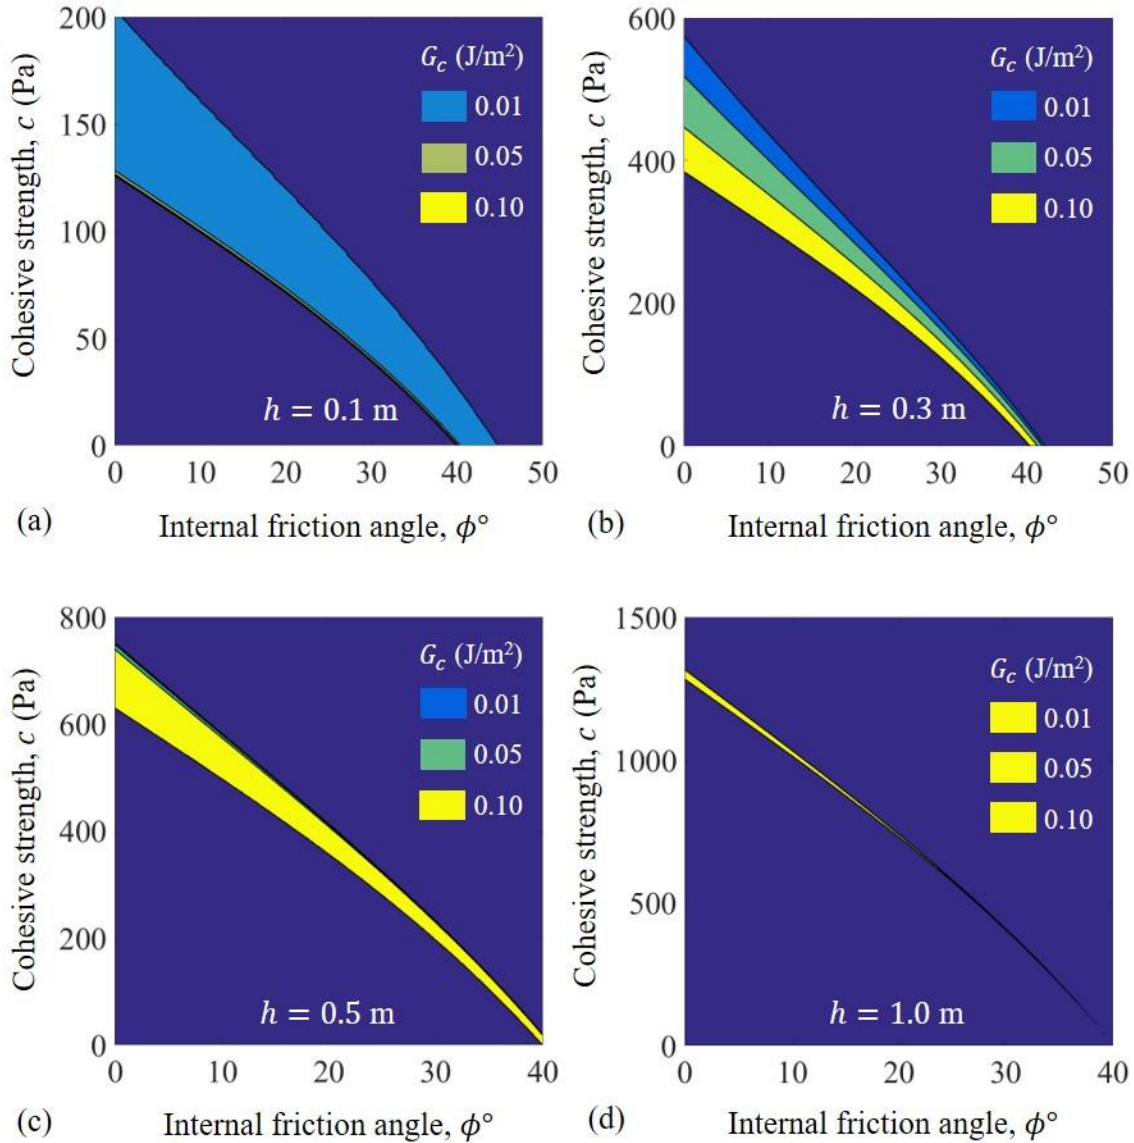 200
150
100
50
0
0 10 20 30 40 50
Cohesive strength, c (Pa)
G_c (J/m²)
0.01
0.05
0.10
h = 0.1 m
(a) Internal friction angle, ϕ°
600
400
200
0
0 10 20 30 40 50
Cohesive strength, c (Pa)
G_c (J/m²)
0.01
0.05
0.10
h = 0.3 m
(b) Internal friction angle, ϕ°
800
600
400
200
0
0 10 20 30 40
Cohesive strength, c (Pa)
G_c (J/m²)
0.01
0.05
0.10
h = 0.5 m
(c) Internal friction angle, ϕ°
1500
1000
500
0
0 10 20 30 40
Cohesive strength, c (Pa)
G_c (J/m²)
0.01
0.05
0.10
h = 1.0 m
(d) Internal friction angle, ϕ°